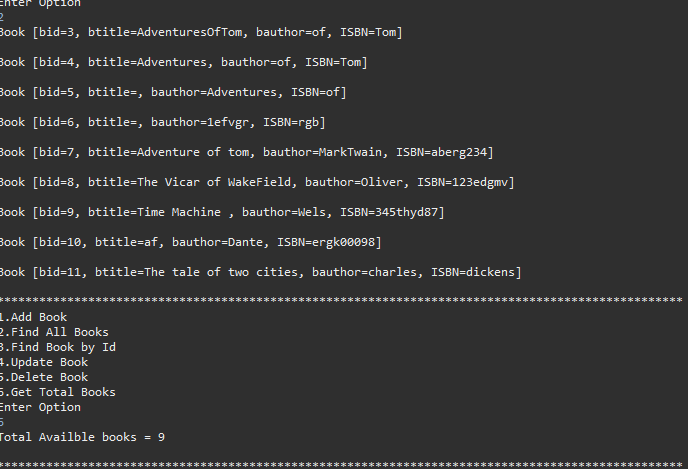 Enter Option
2
Book [bid=3, btitle=AdventuresOfTom, bauthor=of, ISBN=Tom]
Book [bid=4, btitle=Adventures, bauthor=of, ISBN=Tom]
Book [bid=5, btitle=, bauthor=Adventures, ISBN=of]
Book [bid=6, btitle=, bauthor=1efvgr, ISBN=rgb]
Book [bid=7, btitle=Adventure of tom, bauthor=MarkTwain, ISBN=aberg234]
Book [bid=8, btitle=The Vicar of WakeField, bauthor=Oliver, ISBN=123edgmv]
Book [bid=9, btitle=Time Machine , bauthor=Wels, ISBN=345thyd87]
Book [bid=10, btitle=af, bauthor=Dante, ISBN=ergk00098]
Book [bid=11, btitle=The tale of two cities, bauthor=charles, ISBN=dickens]
**************************************************************************************************
1.Add Book
2.Find All Books
3.Find Book by Id
4.Update Book
5.Delete Book
6.Get Total Books
Enter Option
6
Total Availble books = 9
**************************************************************************************************